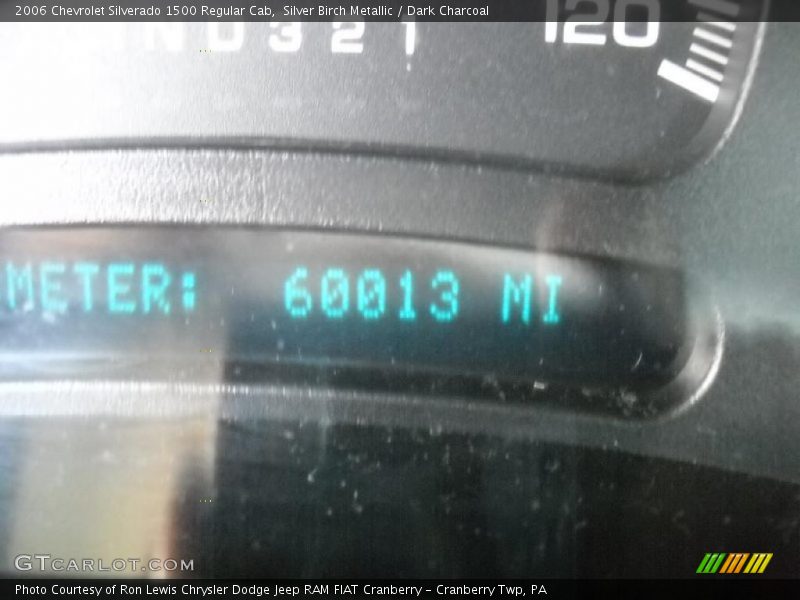 2006 Chevrolet Silverado 1500 Regular Cab, Silver Birch Metallic / Dark Charcoal
N D 3 2 1 120
METER: 60013 MI
GTCARLOT.COM
Photo Courtesy of Ron Lewis Chrysler Dodge Jeep RAM FIAT Cranberry – Cranberry Twp, PA